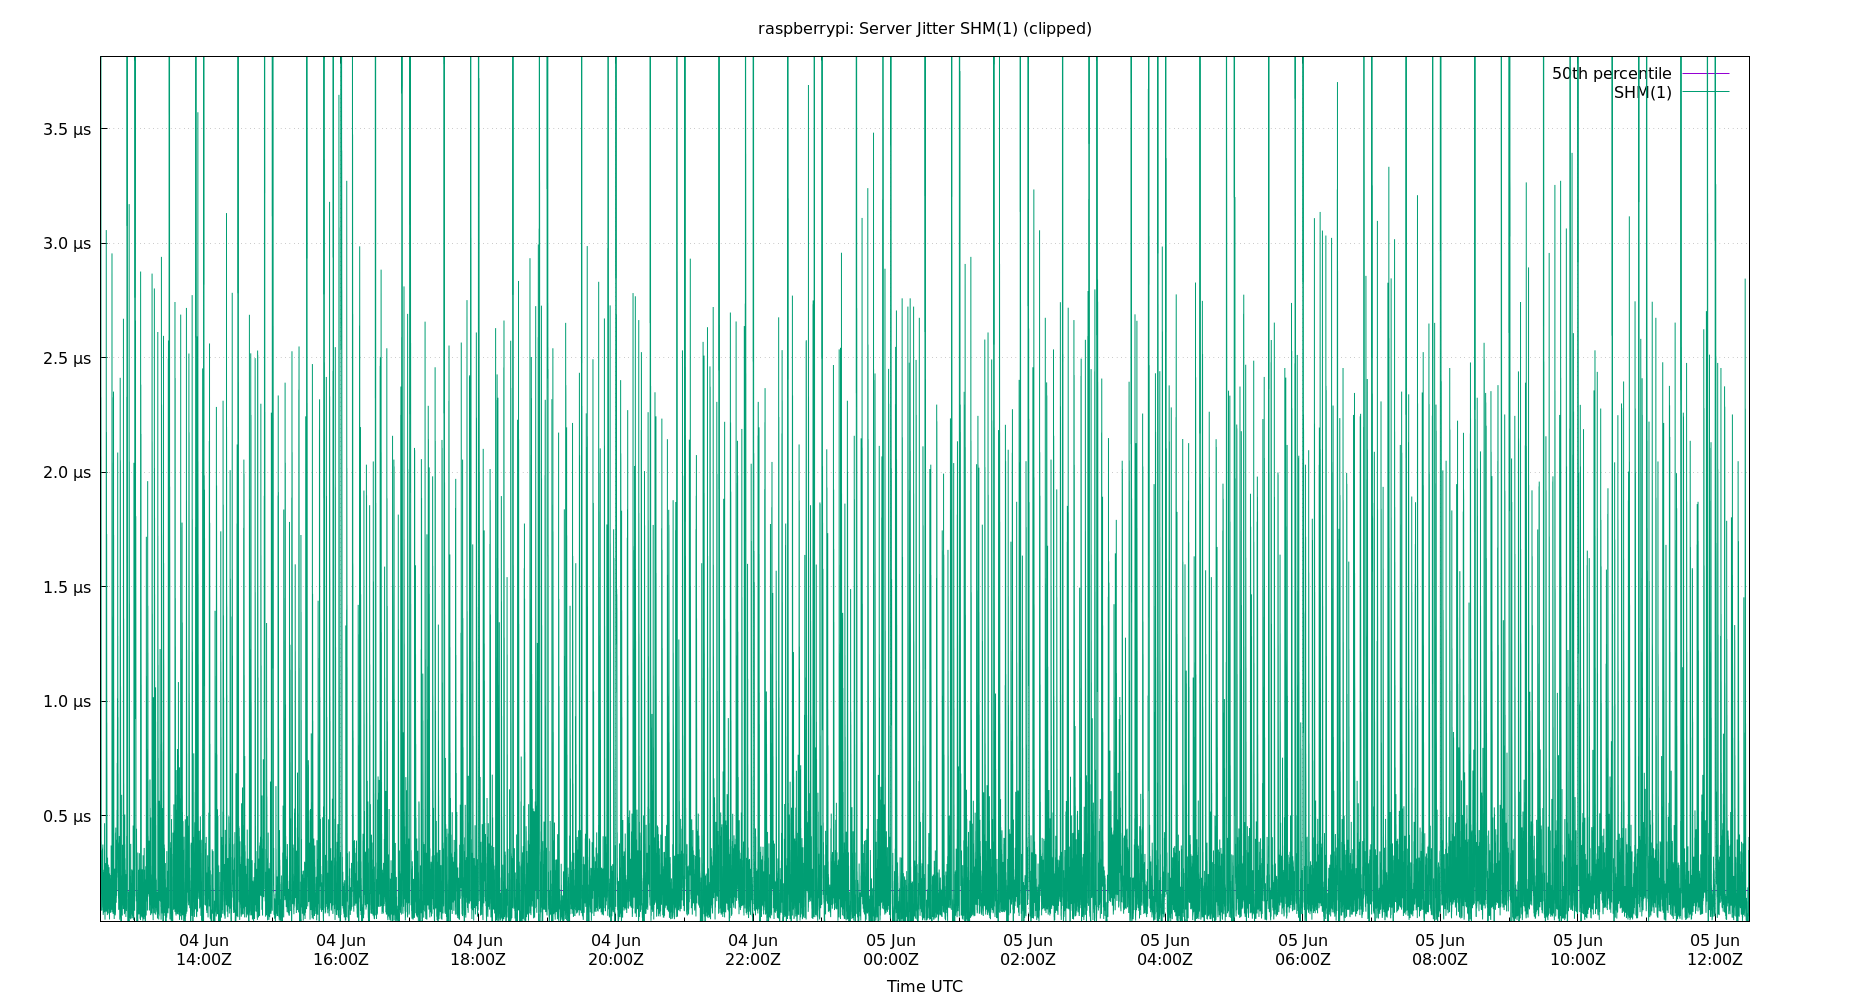 raspberrypi: Server Jitter SHM(1) (clipped)
50th percentile
SHM(1)
3.5 µs
3.0 µs
2.5 µs
2.0 µs
1.5 µs
1.0 µs
0.5 µs
04 Jun 04 Jun 04 Jun 04 Jun 04 Jun 05 Jun 05 Jun 05 Jun 05 Jun 05 Jun 05 Jun 05 Jun
14:00Z 16:00Z 18:00Z 20:00Z 22:00Z 00:00Z 02:00Z 04:00Z 06:00Z 08:00Z 10:00Z 12:00Z
Time UTC